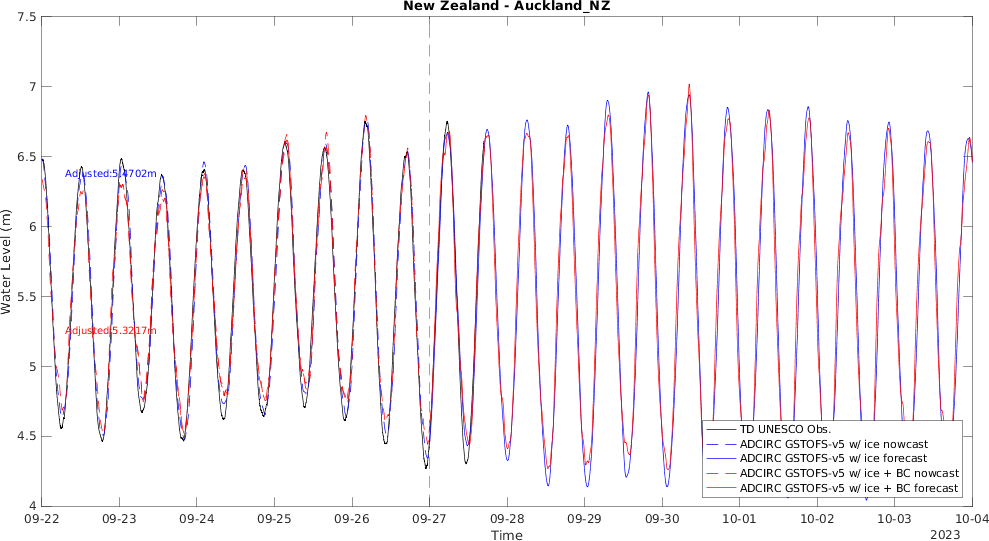 New Zealand - Auckland_NZ
7.5
7
6.5
6
5.5
5
4.5
4
Water Level (m)
Adjusted:5.4702m
Adjusted:5.3217m
TD UNESCO Obs.
ADCIRC GSTOFS-v5 w/ ice nowcast
ADCIRC GSTOFS-v5 w/ ice forecast
ADCIRC GSTOFS-v5 w/ ice + BC nowcast
ADCIRC GSTOFS-v5 w/ ice + BC forecast
09-22 09-23 09-24 09-25 09-26 09-27 09-28 09-29 09-30 10-01 10-02 10-03 10-04
Time
2023